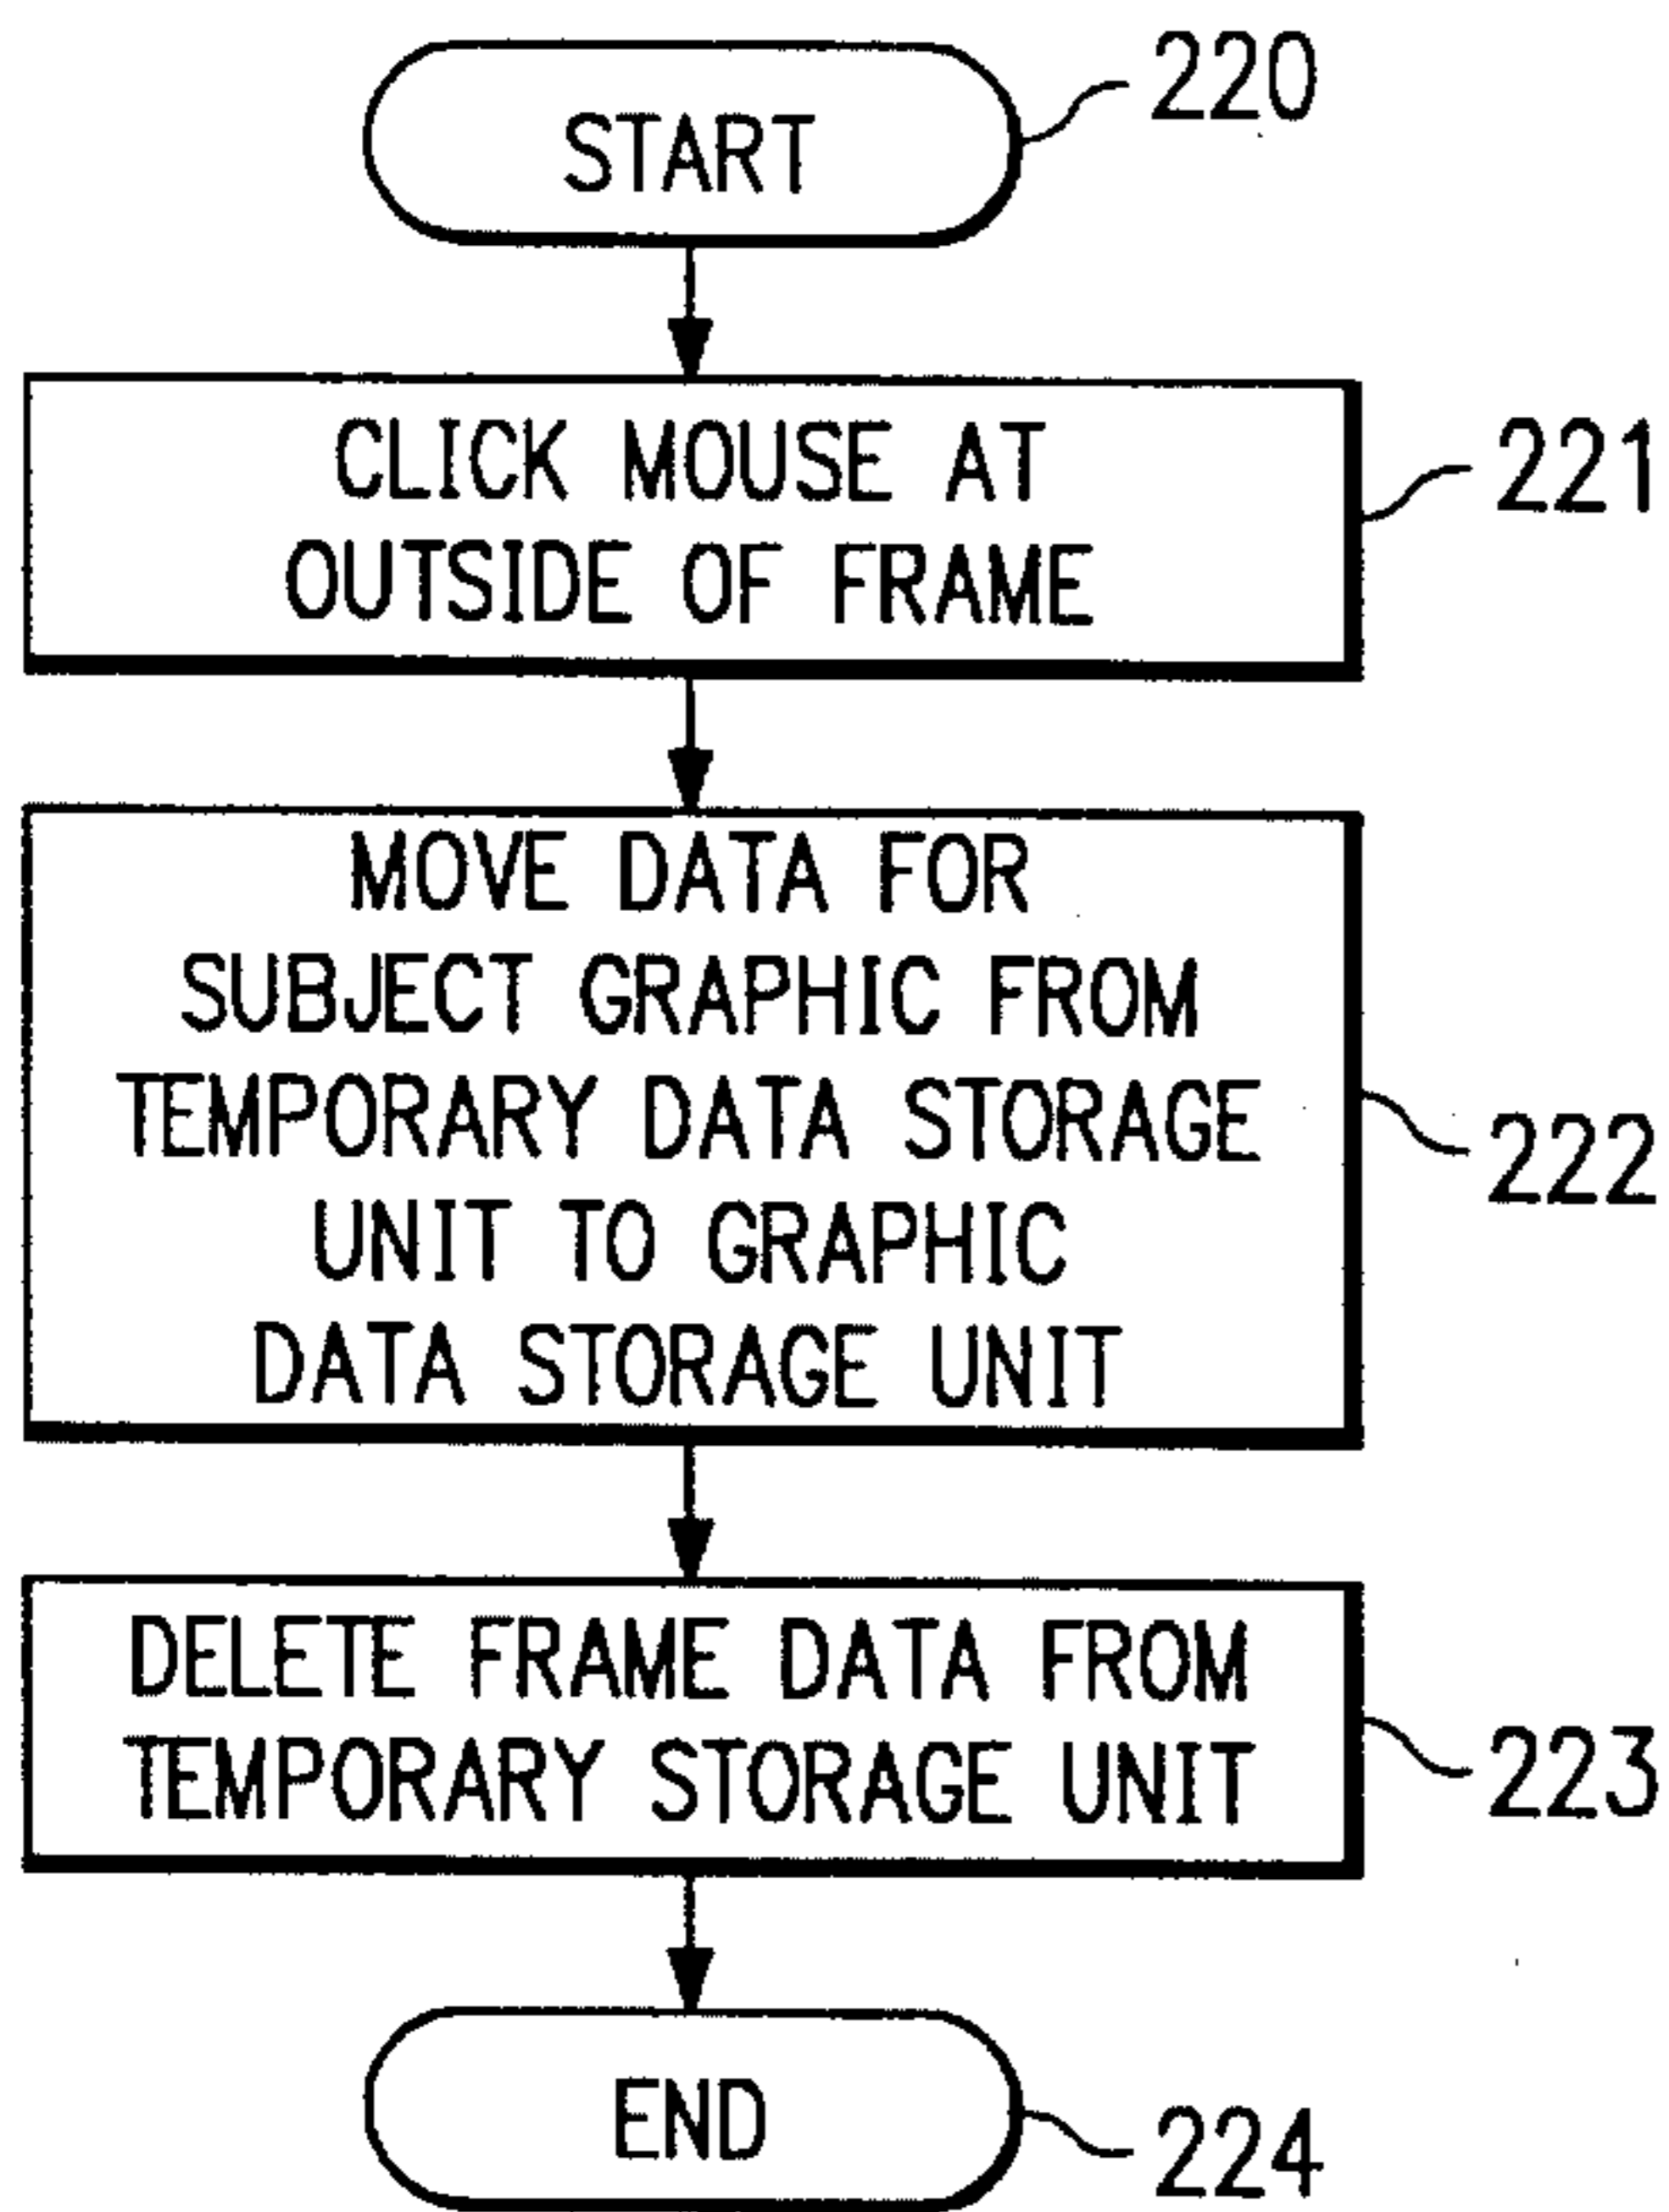 START
220
CLICK MOUSE AT
OUTSIDE OF FRAME
221
MOVE DATA FOR
SUBJECT GRAPHIC FROM
TEMPORARY DATA STORAGE
UNIT TO GRAPHIC
DATA STORAGE UNIT
222
DELETE FRAME DATA FROM
TEMPORARY STORAGE UNIT
223
END
224